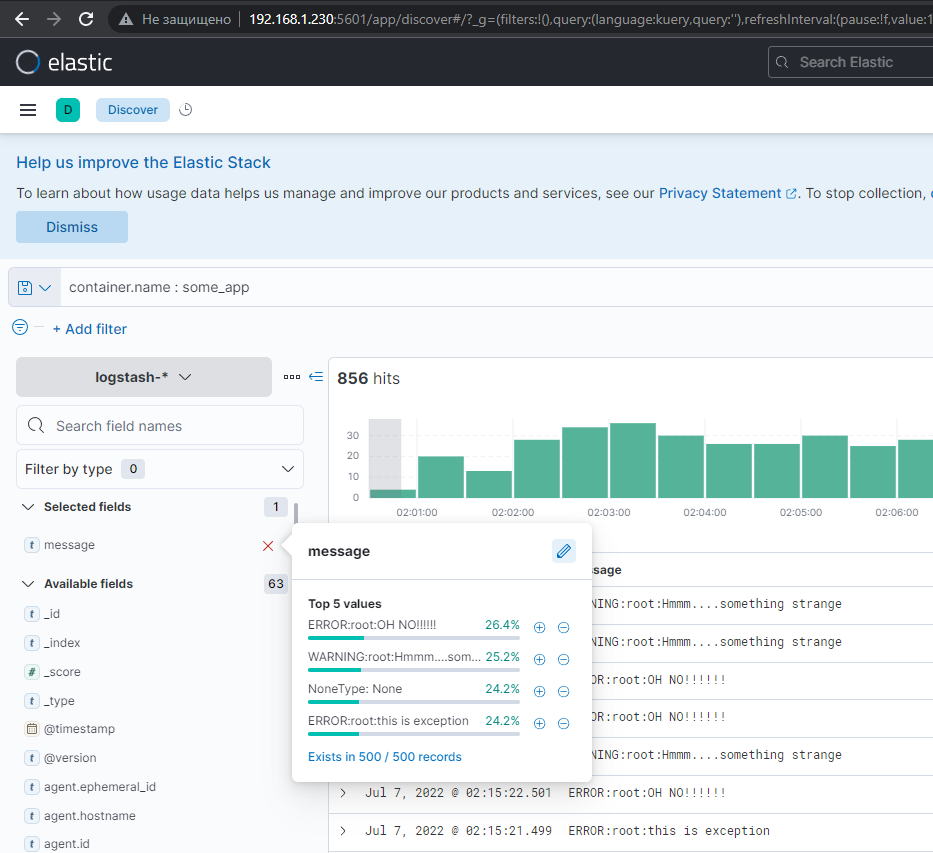 Не защищено 192.168.1.230:5601/app/discover#/?_g=(filters:!(),query:(language:kuery,query:''),refreshInterval:(pause:!f,value:1
elastic
Search Elastic
D Discover
Help us improve the Elastic Stack
To learn about how usage data helps us manage and improve our products and services, see our Privacy Statement. To stop collection,
Dismiss
container.name : some_app
+ Add filter
logstash-*
856 hits
Search field names
Filter by type 0
Selected fields 1
t message
Available fields 63
t _id
t _index
# _score
t _type
@timestamp
t @version
t agent.ephemeral_id
t agent.hostname
t agent.id
30
20
10
0
02:01:00 02:02:00 02:03:00 02:04:00 02:05:00 02:06:00
message
Top 5 values
ERROR:root:OH NO!!!!!! 26.4%
WARNING:root:Hmmm....som... 25.2%
NoneType: None 24.2%
ERROR:root:this is exception 24.2%
Exists in 500 / 500 records
ssage
NING:root:Hmmm....something strange
NING:root:Hmmm....something strange
OR:root:OH NO!!!!!!
OR:root:OH NO!!!!!!
NING:root:Hmmm....something strange
Jul 7, 2022 @ 02:15:22.501 ERROR:root:OH NO!!!!!!
Jul 7, 2022 @ 02:15:21.499 ERROR:root:this is exception